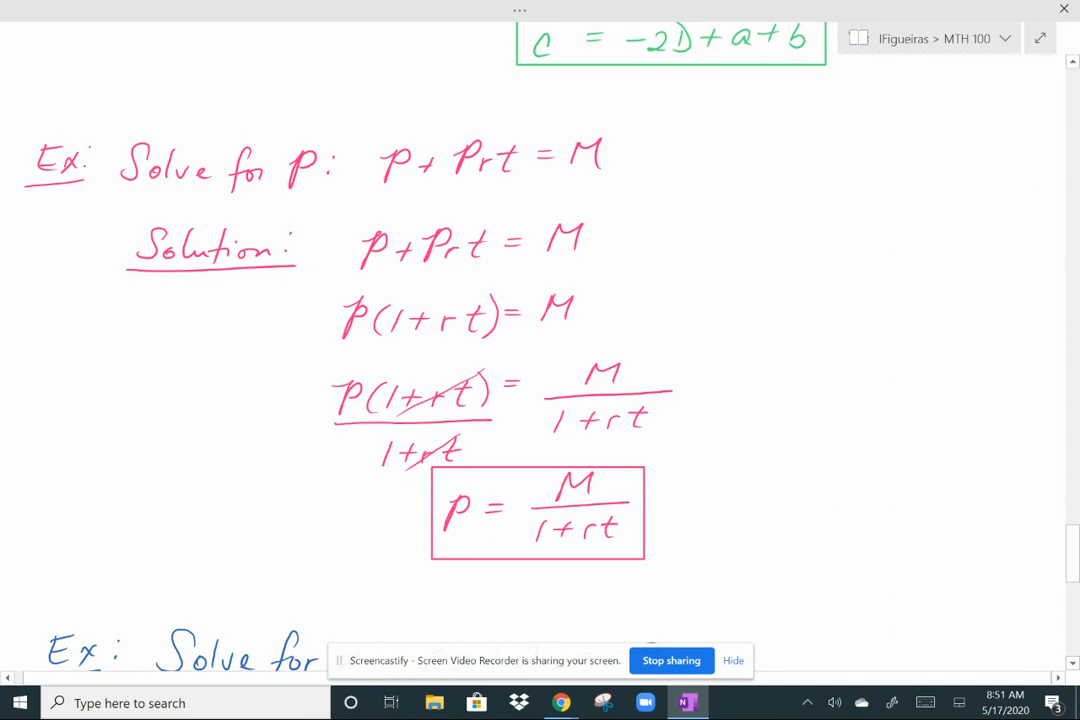 C = -2D + a + b
IFigueiras > MTH 100
Ex: Solve for p: p + Prt = M
Solution: p + Prt = M
p(1 + rt) = M
p(1 + rt) / 1 + rt = M / 1 + rt
p = M / 1 + rt
Ex: Solve for
Screencastify - Screen Video Recorder is sharing your screen. Stop sharing Hide
Type here to search
8:51 AM
5/17/2020
3